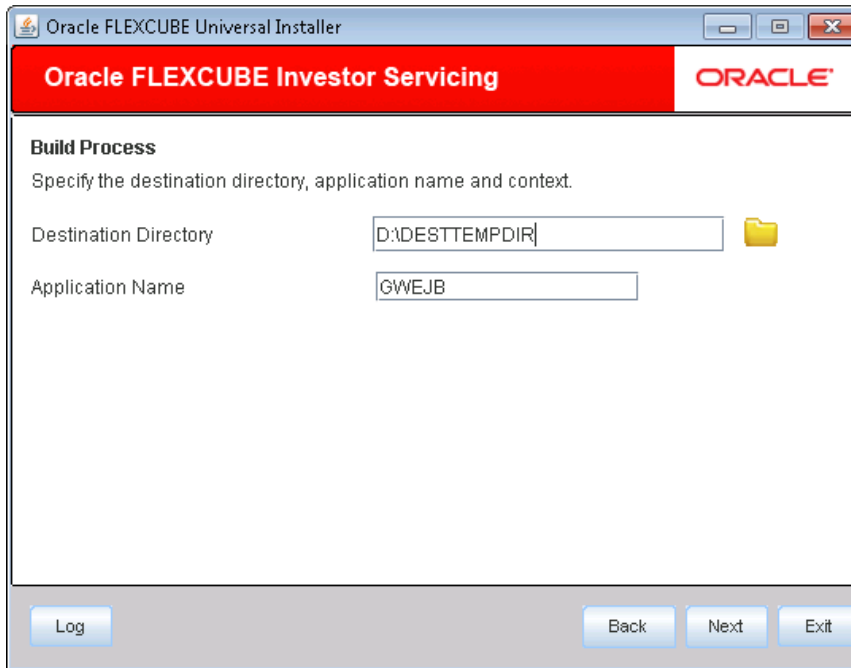 Oracle FLEXCUBE Universal Installer
Oracle FLEXCUBE Investor Servicing
ORACLE
Build Process
Specify the destination directory, application name and context.
Destination Directory D:\DESTTEMPDIR
Application Name GWEJB
Log Back Next Exit